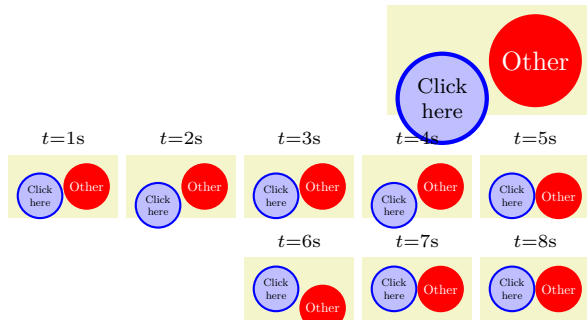 Other
Click
here
t=1s
t=2s
t=3s
t=4s
t=5s
Click
here
Other
Click
here
Other
Click
here
Other
Click
here
Other
Click
here
Other
t=6s
t=7s
t=8s
Click
here
Other
Click
here
Other
Click
here
Other